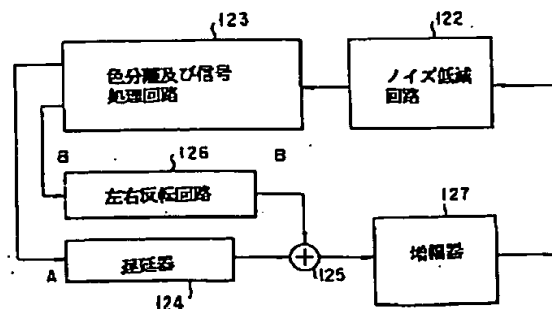 123
122
色分離及び信号
処理回路
ノイズ低減
回路
B
126
B
左右反転回路
127
増幅器
A
遅延器
125
124